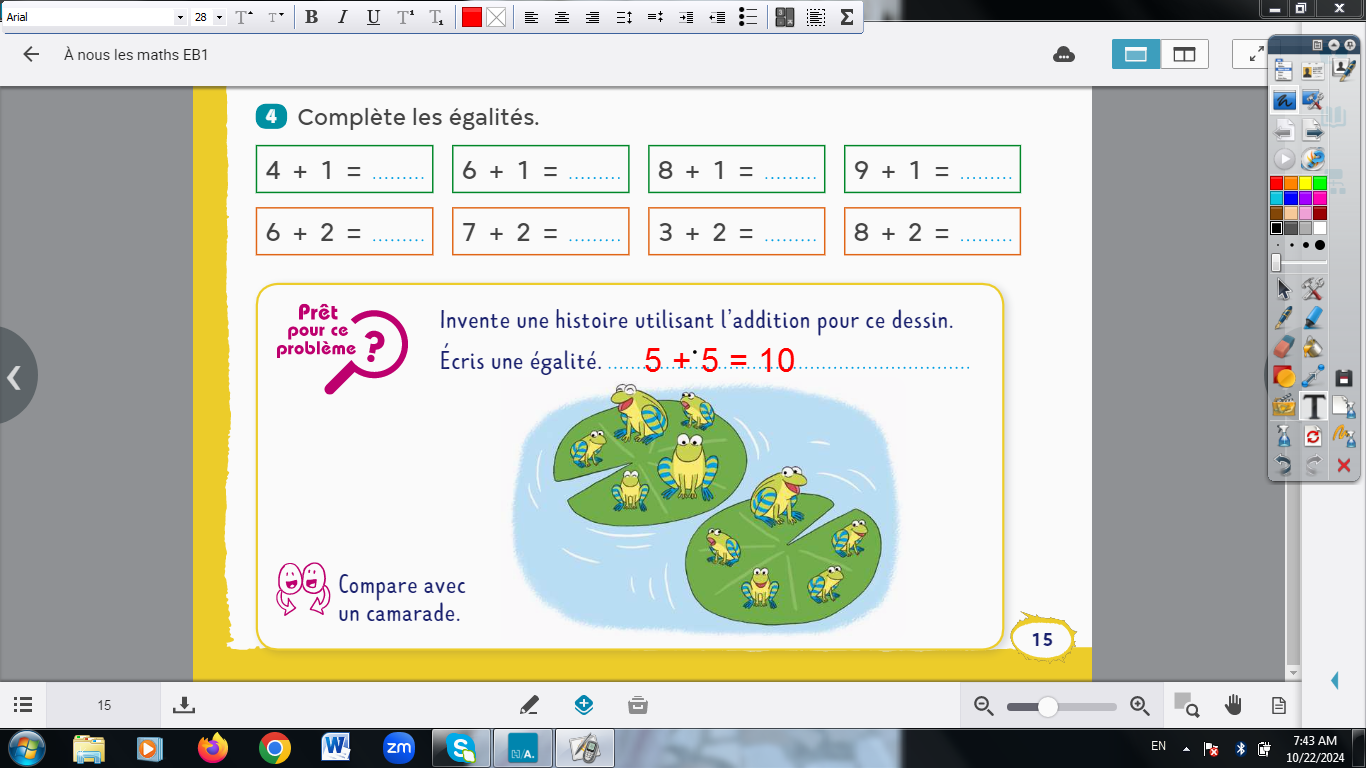 Arial 28 B I U T T Σ
À nous les maths EB1
4 Complète les égalités.
4 + 1 = ......... 6 + 1 = ......... 8 + 1 = ......... 9 + 1 = .........
6 + 2 = ......... 7 + 2 = ......... 3 + 2 = ......... 8 + 2 = .........
Prêt
pour ce
problème ?
Invente une histoire utilisant l'addition pour ce dessin.
Écris une égalité. 5 + 5 = 10
Compare avec
un camarade.
15
15
EN 7:43 AM
10/22/2024